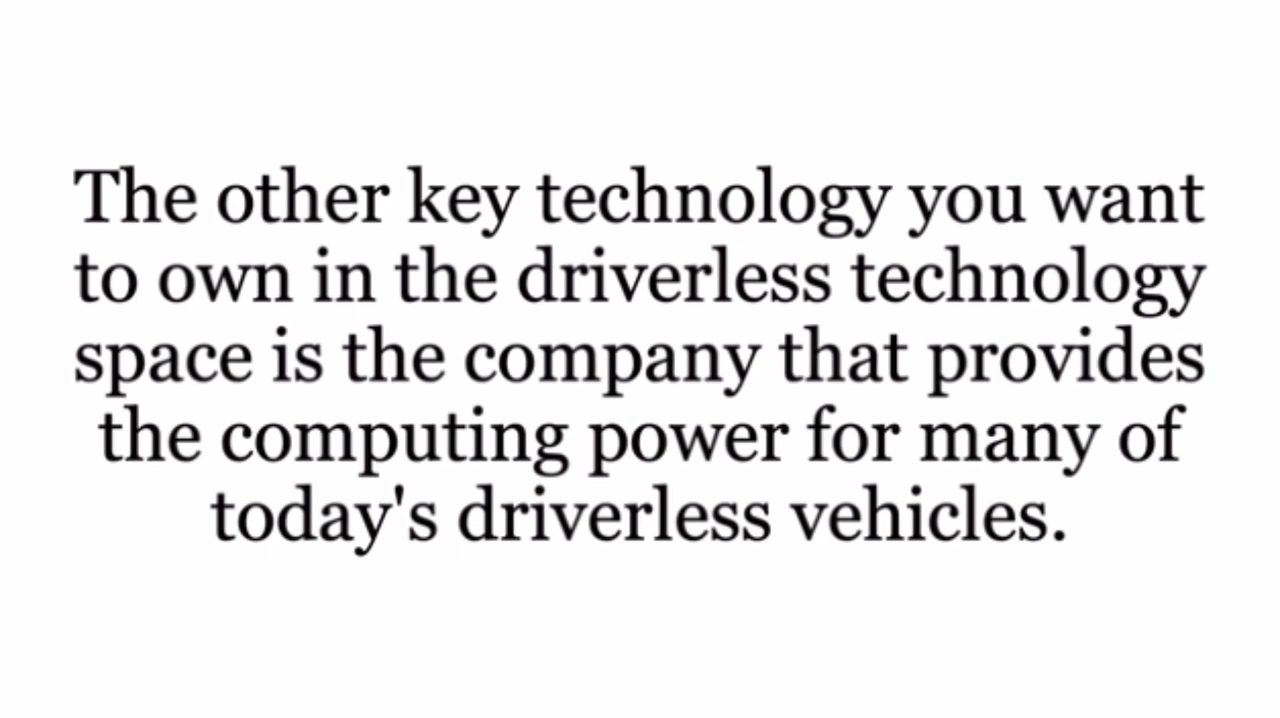 The other key technology you want
to own in the driverless technology
space is the company that provides
the computing power for many of
today's driverless vehicles.